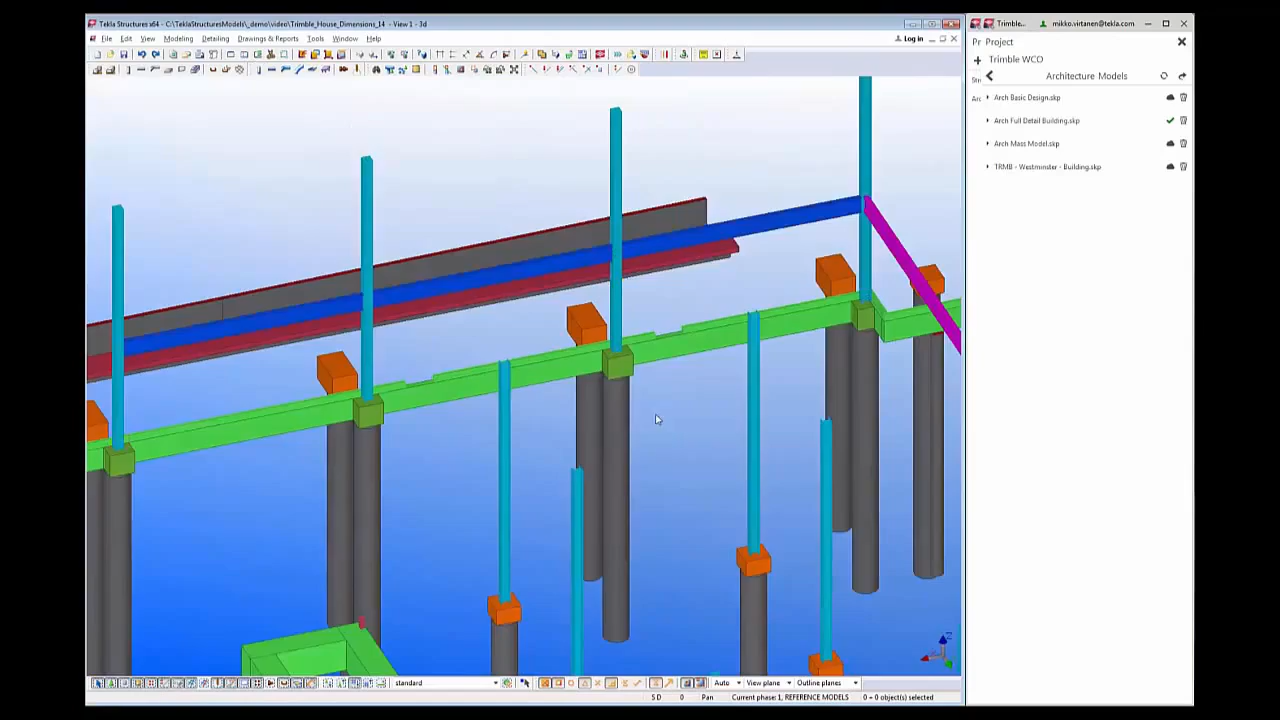 Tekla Structures x64 - C:\TeklaStructuresModels\_demo\video\Trimble_House_Dimensions_14 - View 1 - 3d
File Edit View Modeling Detailing Drawings & Reports Tools Window Help
Log in
standard
Auto
View plane
Outline planes
S D
0
Pan
Current phase: 1, REFERENCE MODELS
0 + 0 object(s) selected
Trimble...
mikko.virtanen@tekla.com
Pr Project
Trimble WCO
Architecture Models
Arch Basic Design.skp
Arch Full Detail Building.skp
Arch Mass Model.skp
TRMB - Westminster - Building.skp